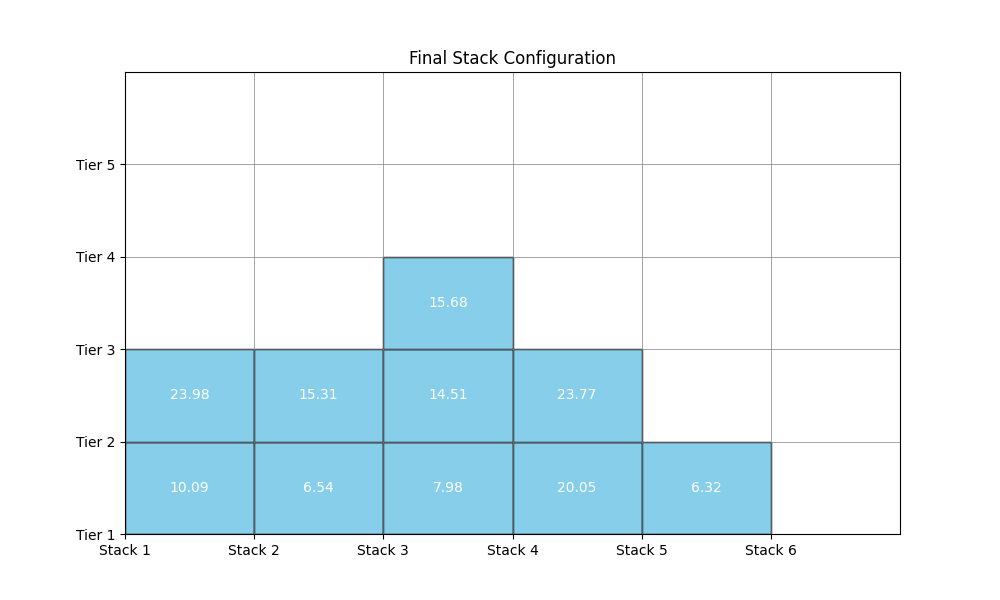 Final Stack Configuration
Tier 5
Tier 4
15.68
Tier 3
23.98 15.31 14.51 23.77
Tier 2
10.09 6.54 7.98 20.05 6.32
Tier 1
Stack 1 Stack 2 Stack 3 Stack 4 Stack 5 Stack 6